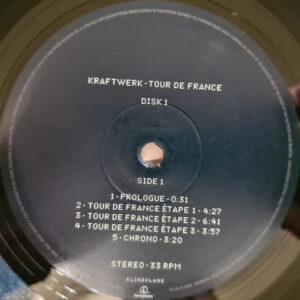 KRAFTWERK · TOUR DE FRANCE
DISK 1
SIDE 1
1 · PROLOGUE · 0:31
2 · TOUR DE FRANCE ÉTAPE 1 · 4:27
3 · TOUR DE FRANCE ÉTAPE 2 · 6:41
4 · TOUR DE FRANCE ÉTAPE 3 · 3:57
5 · CHRONO · 3:20
STEREO · 33 RPM
KLINGKLANG
Parlophone